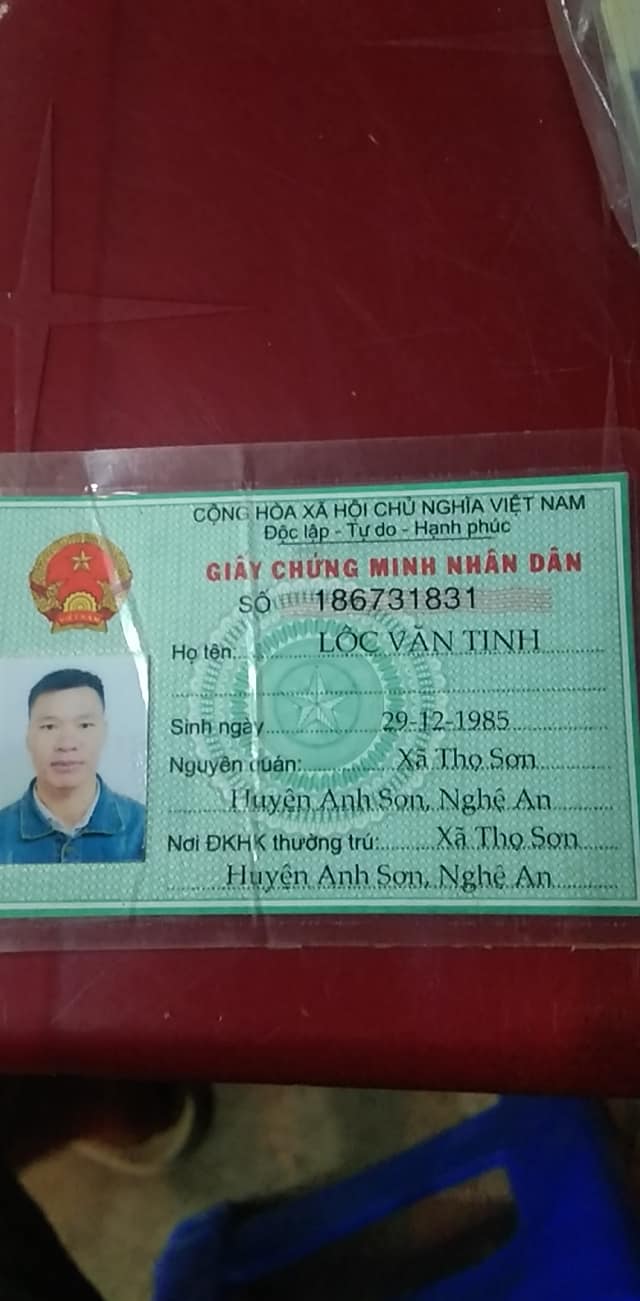 CỘNG HÒA XÃ HỘI CHỦ NGHĨA VIỆT NAM
Độc lập - Tự do - Hạnh phúc
GIẤY CHỨNG MINH NHÂN DÂN
SỐ 186731831
Họ tên: LÔC VĂN TINH
Sinh ngày 29-12-1985
Nguyên quán: Xã Thọ Sơn
Huyện Anh Sơn, Nghệ An
Nơi ĐKHK thường trú: Xã Thọ Sơn
Huyện Anh Sơn, Nghệ An
VIỆT NAM